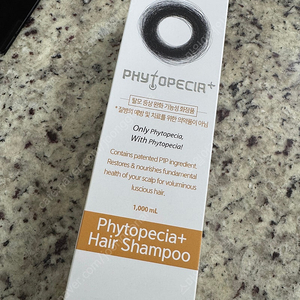 PHYTOPECIA+
탈모 증상 완화 기능성 화장품
* 질병의 예방 및 치료를 위한 의약품이 아님
Only Phytopecia,
With Phytopecia!
Contains patented PIP ingredient.
Restores & nourishes fundamental
health of your scalp for voluminous
luscious hair.
1,000 mL
Phytopecia+
Hair Shampoo